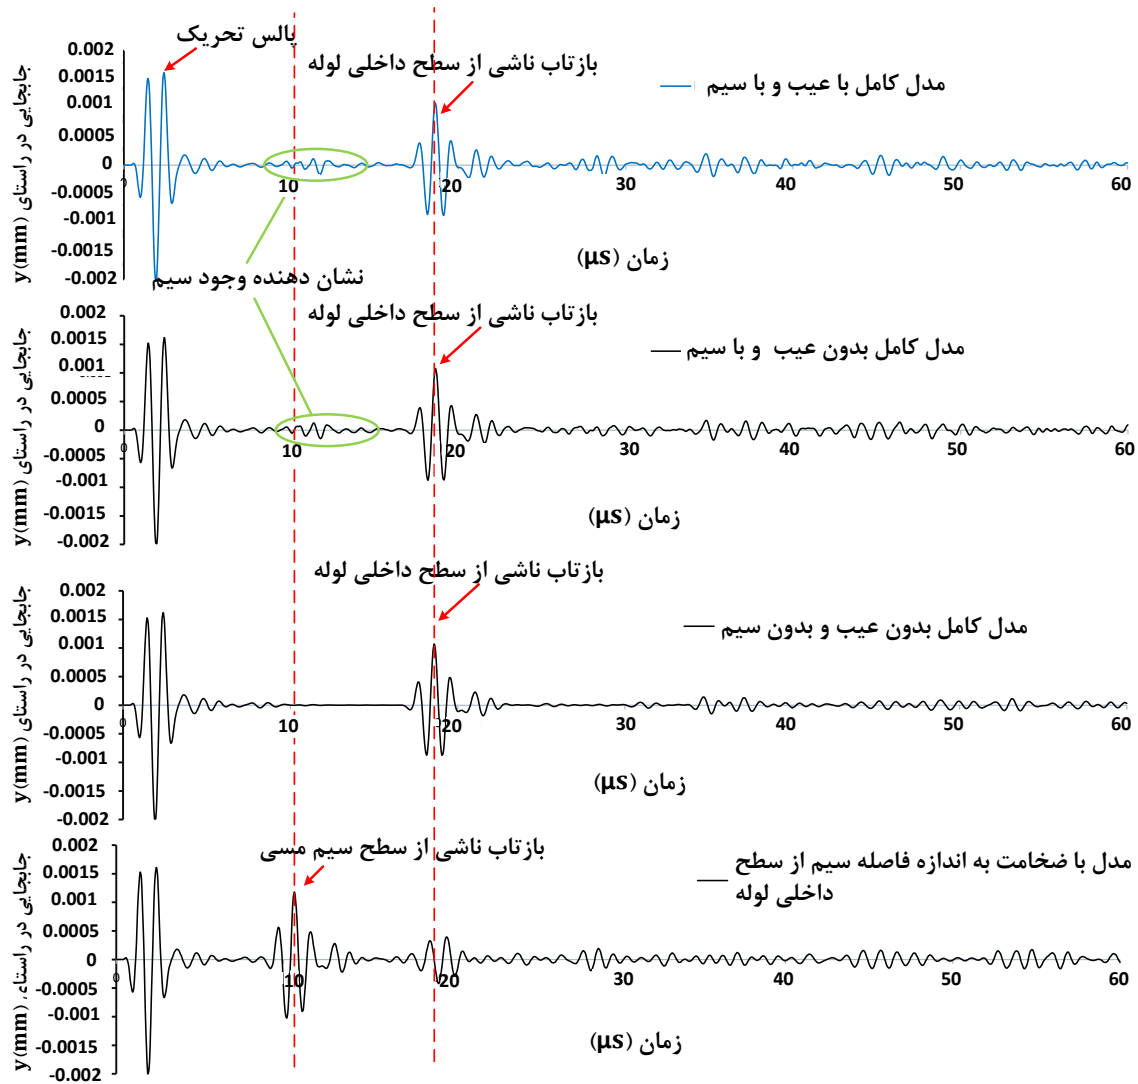 پالس تحریک
بازتاب ناشی از سطح داخلی لوله
مدل کامل با عیب و با سیم
جابجایی در راستای y(mm)
0.002
0.0015
0.001
0.0005
0
-0.0005
-0.001
-0.0015
-0.002
0 10 20 30 40 50 60
زمان (μs)
نشان دهنده وجود سیم
بازتاب ناشی از سطح داخلی لوله
مدل کامل بدون عیب و با سیم
جابجایی در راستای y(mm)
0.002
0.0015
0.001
0.0005
0
-0.0005
-0.001
-0.0015
-0.002
0 10 20 30 40 50 60
زمان (μs)
بازتاب ناشی از سطح داخلی لوله
مدل کامل بدون عیب و بدون سیم
جابجایی در راستای y(mm)
0.002
0.0015
0.001
0.0005
0
-0.0005
-0.001
-0.0015
-0.002
0 10 20 30 40 50 60
زمان (μs)
بازتاب ناشی از سطح سیم مسی
مدل با ضخامت به اندازه فاصله سیم از سطح
داخلی لوله
جابجایی در راستای y(mm)
0.002
0.0015
0.001
0.0005
0
-0.0005
-0.001
-0.0015
-0.002
0 10 20 30 40 50 60
زمان (μs)